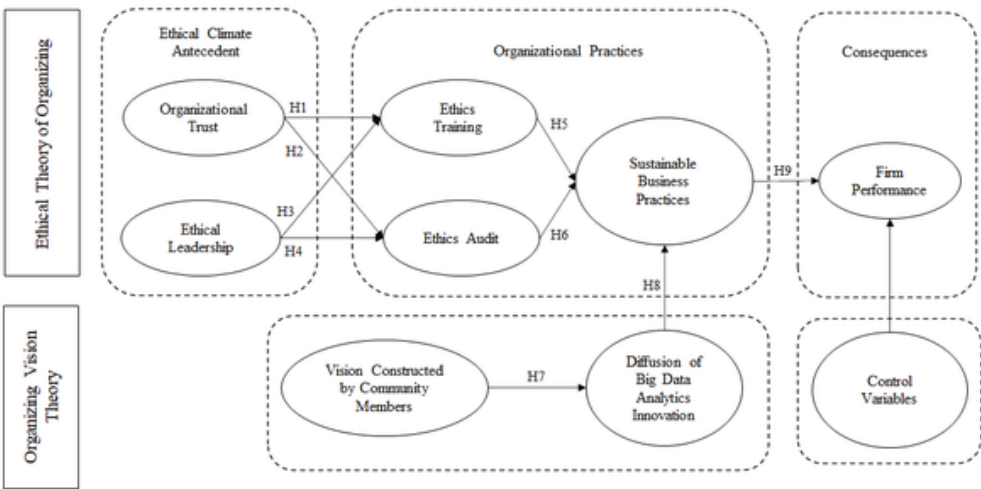 Ethical Theory of Organizing
Ethical Climate
Antecedent
Organizational
Trust
Ethical
Leadership
H1
H2
H3
H4
Organizational Practices
Ethics
Training
Ethics Audit
H5
H6
Sustainable
Business
Practices
H9
Consequences
Firm
Performance
H8
Organizing Vision
Theory
Vision Constructed
by Community
Members
H7
Diffusion of
Big Data
Analytics
Innovation
Control
Variables